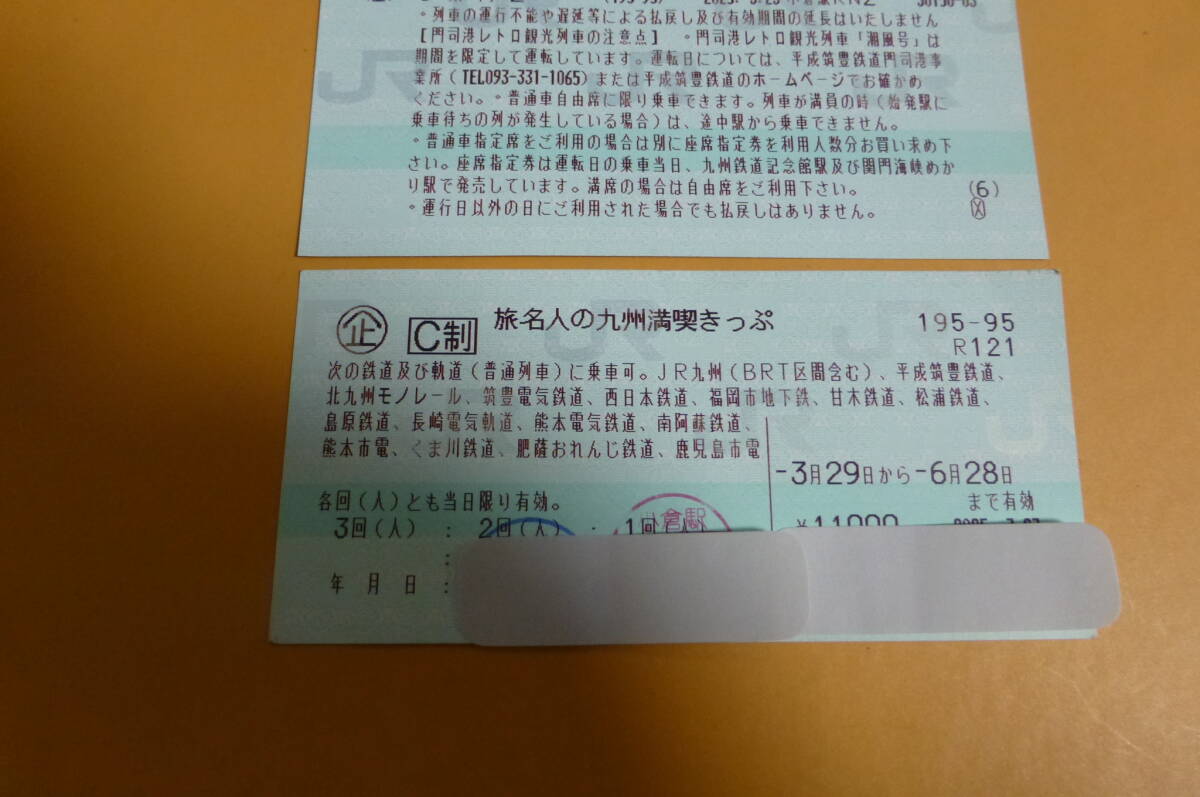 ・列車の運行不能や遅延等による払戻し及び有効期間の延長はいたしません
[門司港レトロ観光列車の注意点] ・門司港レトロ観光列車「潮風号」は
期間を限定して運転しています。運転日については、平成筑豊鉄道門司港事
業所(TEL093-331-1065)または平成筑豊鉄道のホームページでお確かめ
ください。・普通車自由席に限り乗車できます。列車が満員の時(始発駅に
乗車待ちの列が発生している場合)は、途中駅から乗車できません。
・普通車指定席をご利用の場合は別に座席指定券を利用人数分お買い求め下
さい。座席指定券は運転日の乗車当日、九州鉄道記念館駅及び関門海峡めか
り駅で発売しています。満席の場合は自由席をご利用下さい。
(6)
・運行日以外の日にご利用された場合でも払戻しはありません。
企 C制 旅名人の九州満喫きっぷ 195-95
R121
次の鉄道及び軌道(普通列車)に乗車可。JR九州(BRT区間含む)、平成筑豊鉄道、
北九州モノレール、筑豊電気鉄道、西日本鉄道、福岡市地下鉄、甘木鉄道、松浦鉄道、
島原鉄道、長崎電気軌道、熊本電気鉄道、南阿蘇鉄道、
熊本市電、くま川鉄道、肥薩おれんじ鉄道、鹿児島市電
-3月29日から-6月28日
まで有効
各回(人)とも当日限り有効。
3回(人) : 2回(人) : 1回(人)
小倉駅
¥11000
年 月 日 :